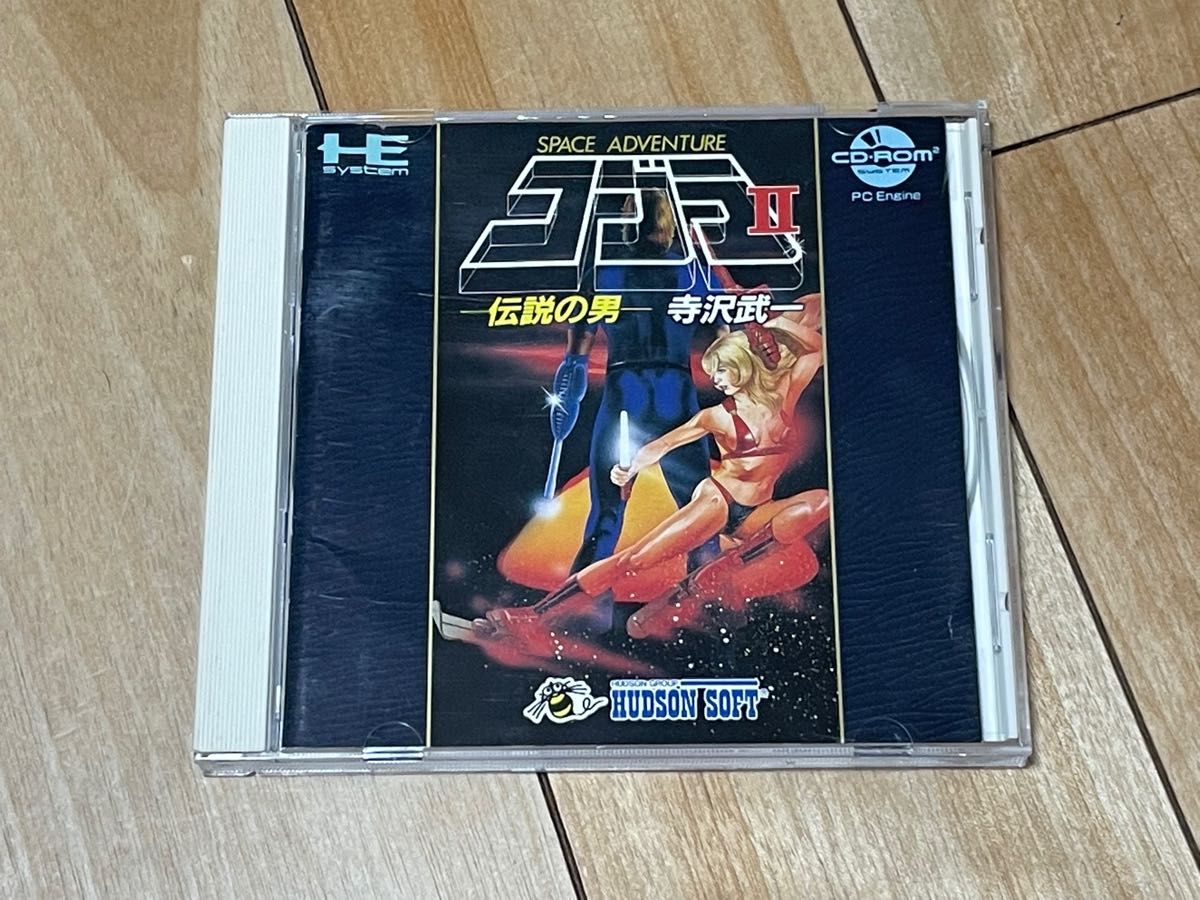 HE
system
SPACE ADVENTURE
コブラ II
伝説の男 寺沢武一
CD-ROM²
SYSTEM
PC Engine
HUDSON GROUP
HUDSON SOFT®